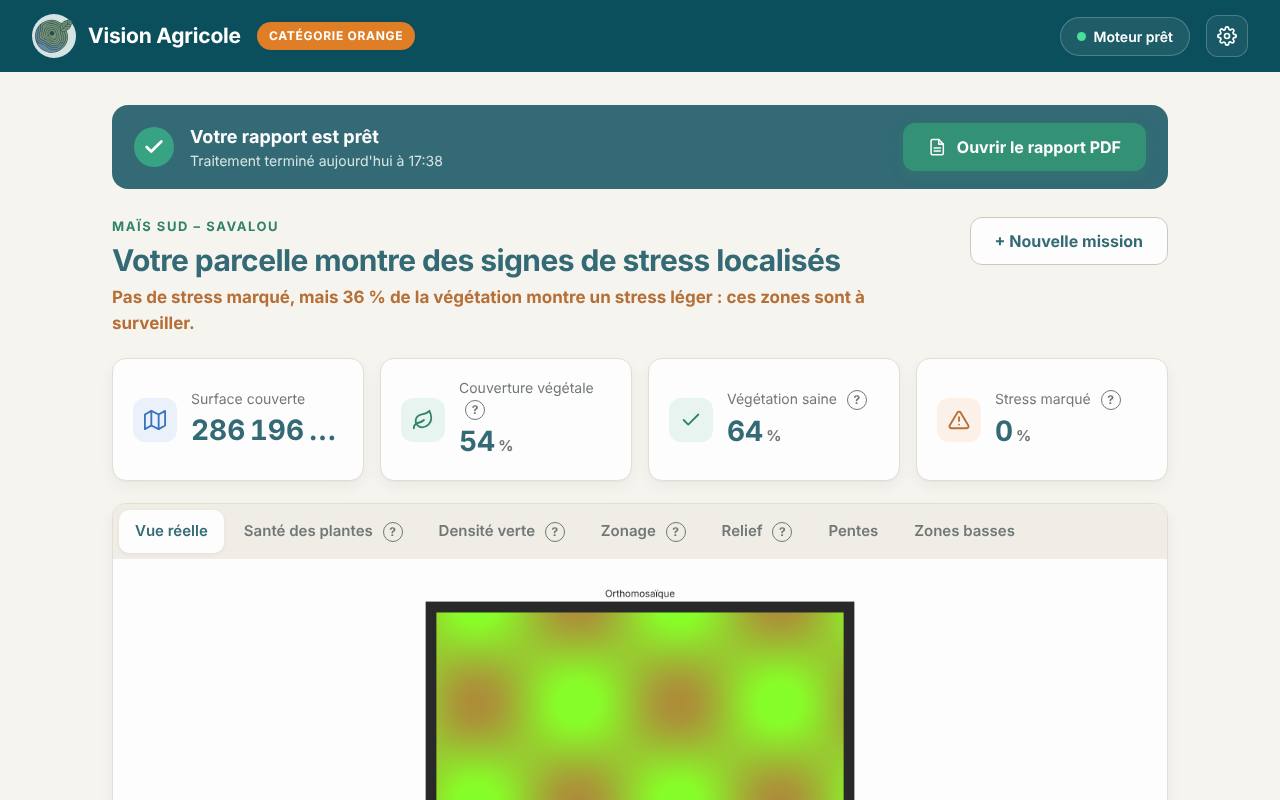 Vision Agricole
CATÉGORIE ORANGE
Moteur prêt
Votre rapport est prêt
Traitement terminé aujourd'hui à 17:38
Ouvrir le rapport PDF
MAÏS SUD – SAVALOU
+ Nouvelle mission
Votre parcelle montre des signes de stress localisés
Pas de stress marqué, mais 36 % de la végétation montre un stress léger : ces zones sont à
surveiller.
Surface couverte
286 196 …
Couverture végétale
?
54 %
Végétation saine ?
64 %
Stress marqué ?
0 %
Vue réelle
Santé des plantes ?
Densité verte ?
Zonage ?
Relief ?
Pentes
Zones basses
Orthomosaïque